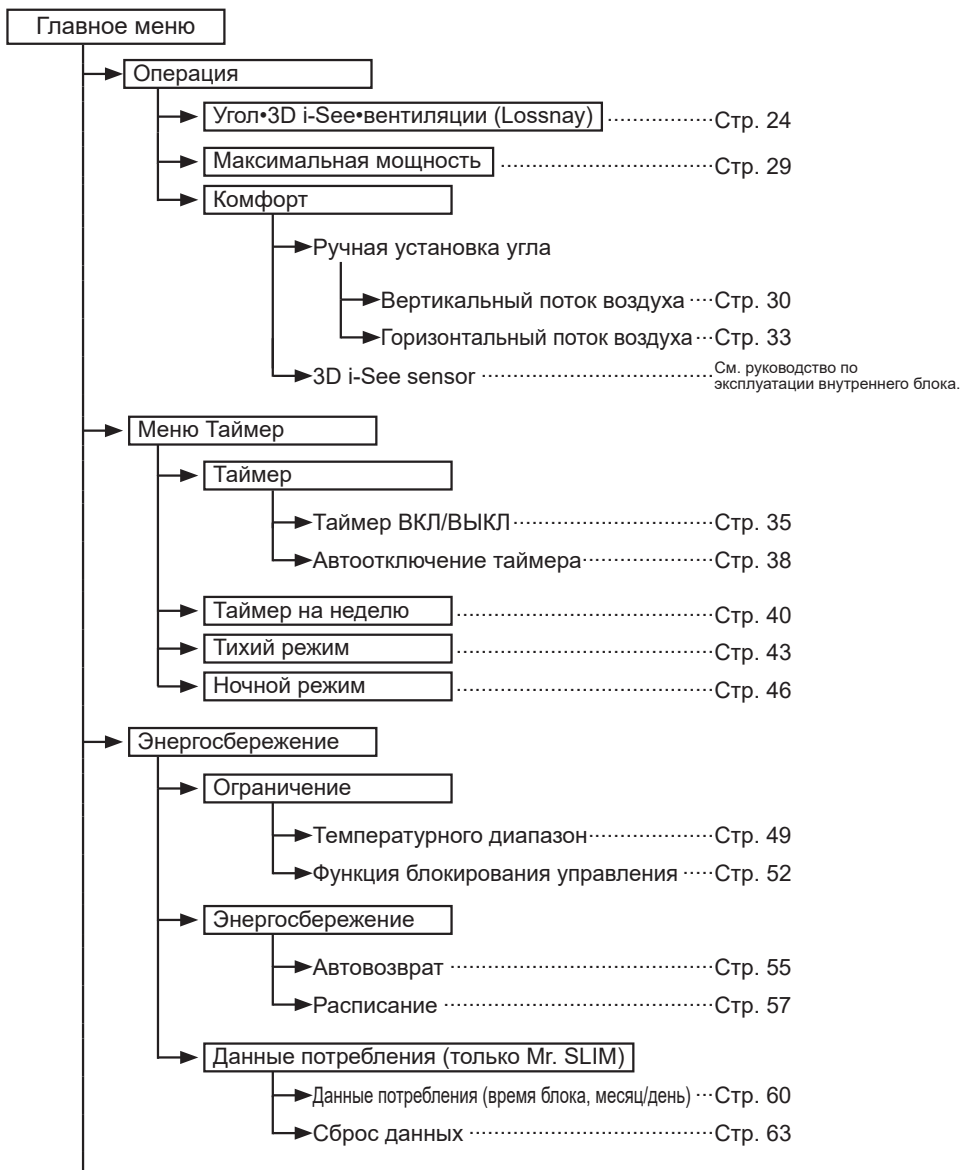 Главное меню
Операция
Угол•3D i-See•вентиляции (Lossnay) Стр. 24
Максимальная мощность Стр. 29
Комфорт
Ручная установка угла
Вертикальный поток воздуха Стр. 30
Горизонтальный поток воздуха Стр. 33
3D i-See sensor См. руководство по
эксплуатации внутреннего блока.
Меню Таймер
Таймер
Таймер ВКЛ/ВЫКЛ Стр. 35
Автоотключение таймера Стр. 38
Таймер на неделю Стр. 40
Тихий режим Стр. 43
Ночной режим Стр. 46
Энергосбережение
Ограничение
Температурного диапазон Стр. 49
Функция блокирования управления Стр. 52
Энергосбережение
Автовозврат Стр. 55
Расписание Стр. 57
Данные потребления (только Mr. SLIM)
Данные потребления (время блока, месяц/день) Стр. 60
Сброс данных Стр. 63